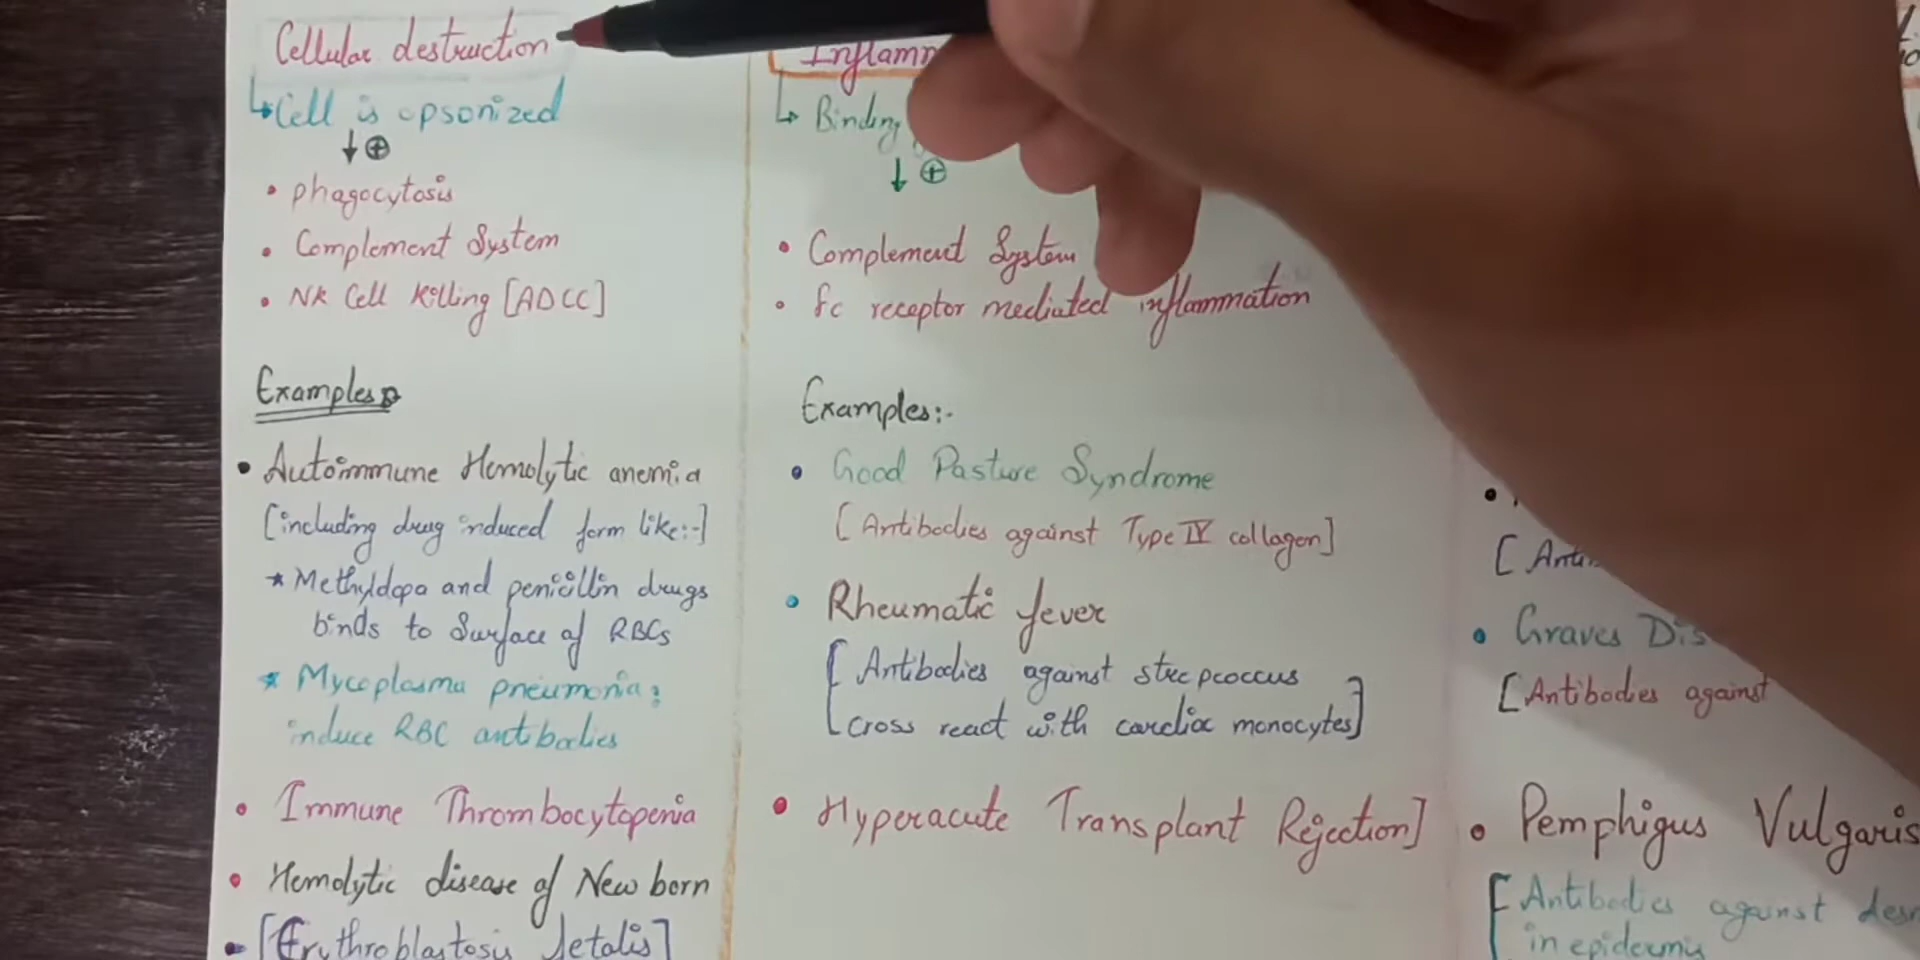 Cellular destruction
↳ Cell is opsonized
↓ ⊕
• Phagocytosis
• Complement System
• NK Cell Killing [ADCC]
Examples
• Autoimmune Hemolytic anemia
[including drug induced form like:-]
* Methyldopa and penicillin drugs
binds to Surface of RBCs
* Mycoplasma pneumonia:
induce RBC antibodies
• Immune Thrombocytopenia
• Hemolytic disease of New born
• [Erythroblastosis fetalis]
Inflamm
↳ Binding
↓ ⊕
• Complement System
• fc receptor mediated inflammation
Examples:-
• Good Pasture Syndrome
[Antibodies against Type IV collagen]
• Rheumatic fever
[Antibodies against
cross react with cardiac monocytes]
• Hyperacute Transplant Rejection]
• Graves Dis
[Antibodies against
• Pemphigus Vulgaris
[Antibodies against
in epidermis